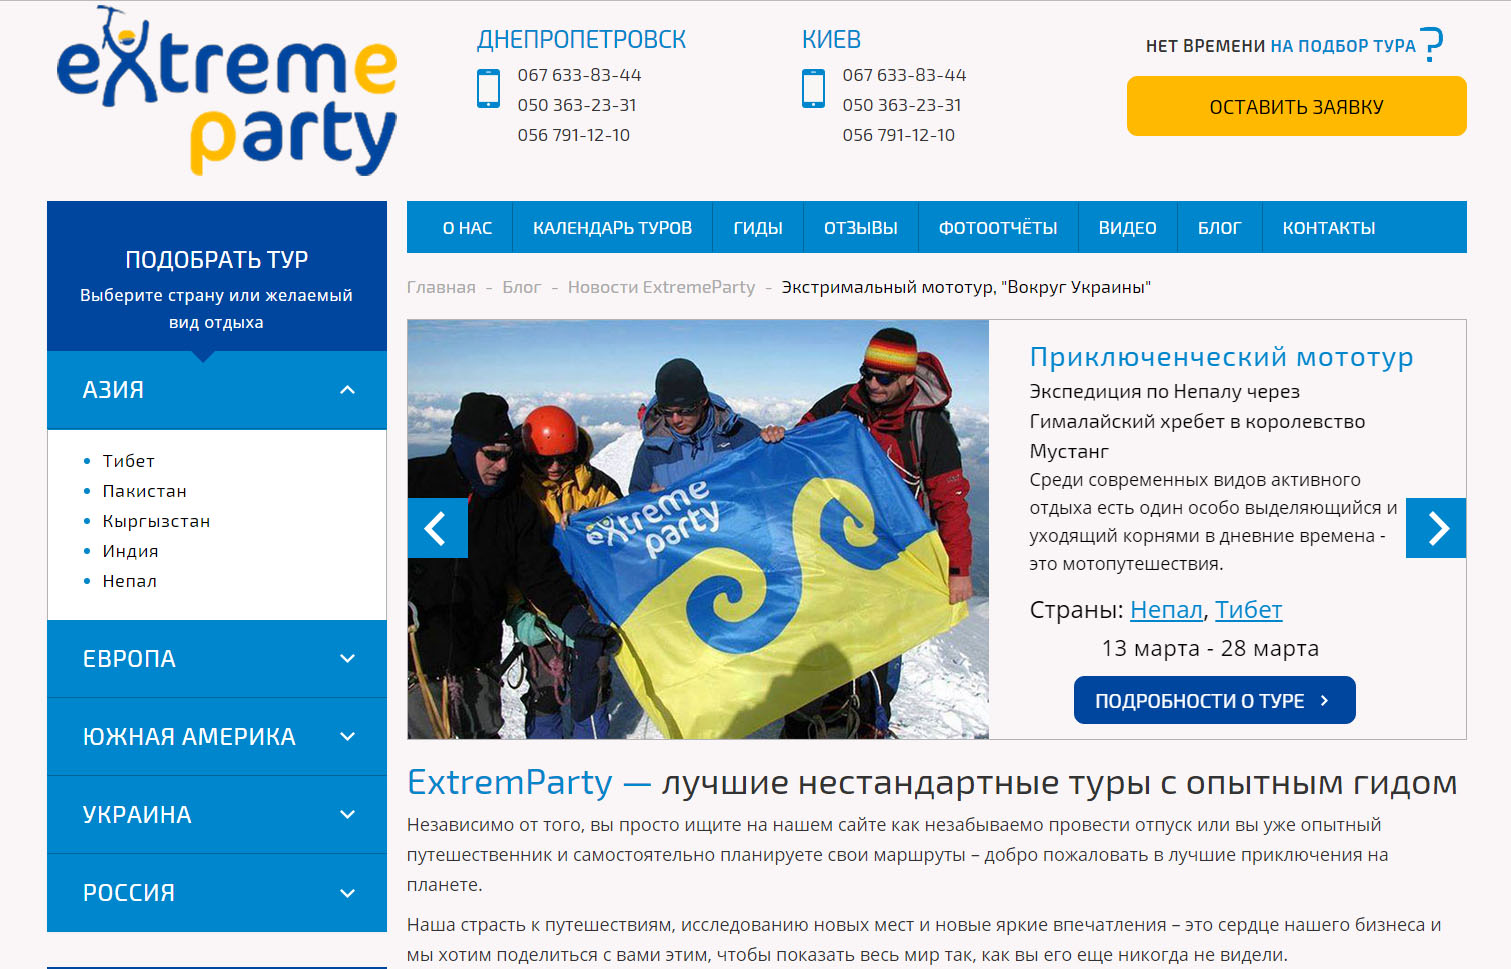 extreme
party
ДНЕПРОПЕТРОВСК
067 633-83-44
050 363-23-31
056 791-12-10
КИЕВ
067 633-83-44
050 363-23-31
056 791-12-10
НЕТ ВРЕМЕНИ НА ПОДБОР ТУРА ?
ОСТАВИТЬ ЗАЯВКУ
О НАС
КАЛЕНДАРЬ ТУРОВ
ГИДЫ
ОТЗЫВЫ
ФОТООТЧЁТЫ
ВИДЕО
БЛОГ
КОНТАКТЫ
ПОДОБРАТЬ ТУР
Выберите страну или желаемый
вид отдыха
АЗИЯ
Тибет
Пакистан
Кыргызстан
Индия
Непал
ЕВРОПА
ЮЖНАЯ АМЕРИКА
УКРАИНА
РОССИЯ
Главная - Блог - Новости ExtremeParty - Экстримальный мототур, "Вокруг Украины"
extreme
party
Приключенческий мототур
Экспедиция по Непалу через
Гималайский хребет в королевство
Мустанг
Среди современных видов активного
отдыха есть один особо выделяющийся и
уходящий корнями в дневние времена -
это мотопутешествия.
Страны: Непал, Тибет
13 марта - 28 марта
ПОДРОБНОСТИ О ТУРЕ
ExtremParty — лучшие нестандартные туры с опытным гидом
Независимо от того, вы просто ищите на нашем сайте как незабываемо провести отпуск или вы уже опытный
путешественник и самостоятельно планируете свои маршруты – добро пожаловать в лучшие приключения на
планете.
Наша страсть к путешествиям, исследованию новых мест и новые яркие впечатления – это сердце нашего бизнеса и
мы хотим поделиться с вами этим, чтобы показать весь мир так, как вы его еще никогда не видели.